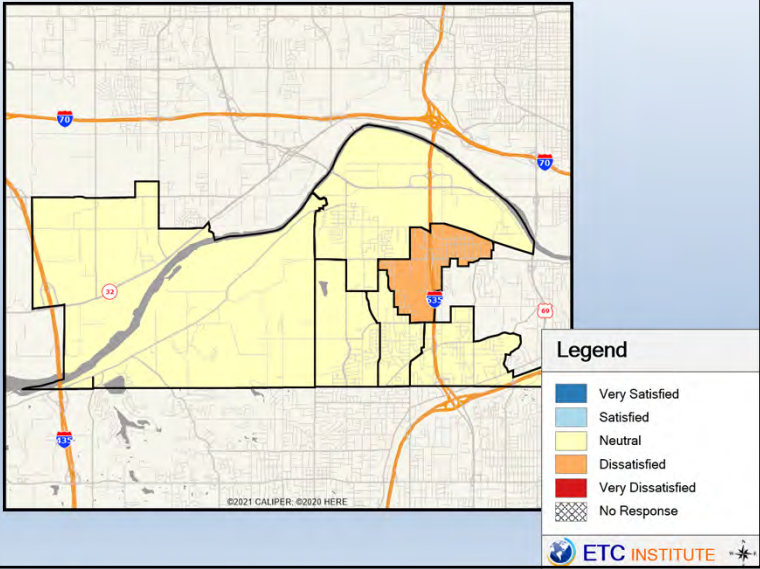 70
70
32
635
69
435
©2021 CALIPER; ©2020 HERE
Legend
Very Satisfied
Satisfied
Neutral
Dissatisfied
Very Dissatisfied
No Response
ETC INSTITUTE
N
W
E
S